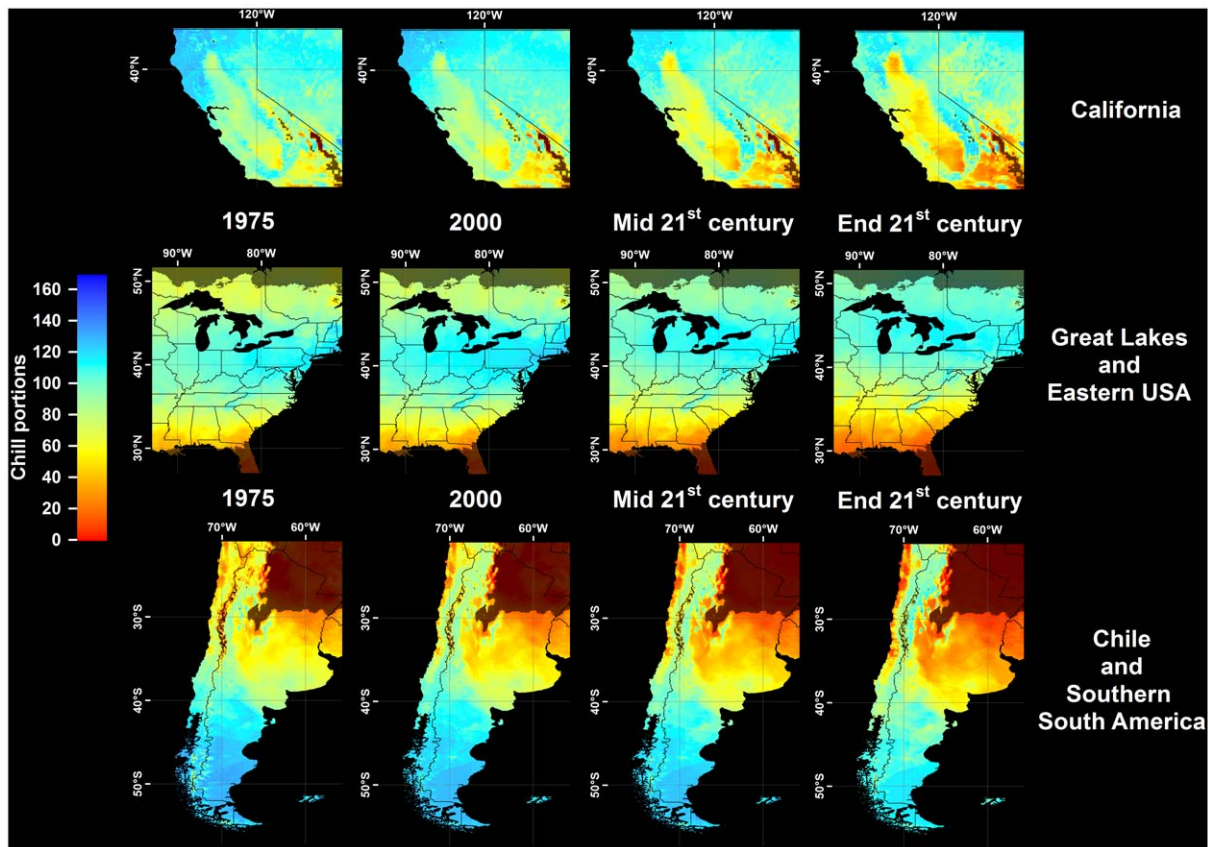 120°W
120°W
120°W
120°W
40°N
40°N
40°N
40°N
California
1975
2000
Mid 21st century
End 21st century
90°W 80°W
90°W 80°W
90°W 80°W
90°W 80°W
50°N
40°N
30°N
50°N
40°N
30°N
50°N
40°N
30°N
50°N
40°N
30°N
Great Lakes
and
Eastern USA
Chill portions
160
140
120
100
80
60
40
20
0
1975
2000
Mid 21st century
End 21st century
70°W 60°W
70°W 60°W
70°W 60°W
70°W 60°W
30°S
40°S
50°S
30°S
40°S
50°S
30°S
40°S
50°S
30°S
40°S
50°S
Chile
and
Southern
South America